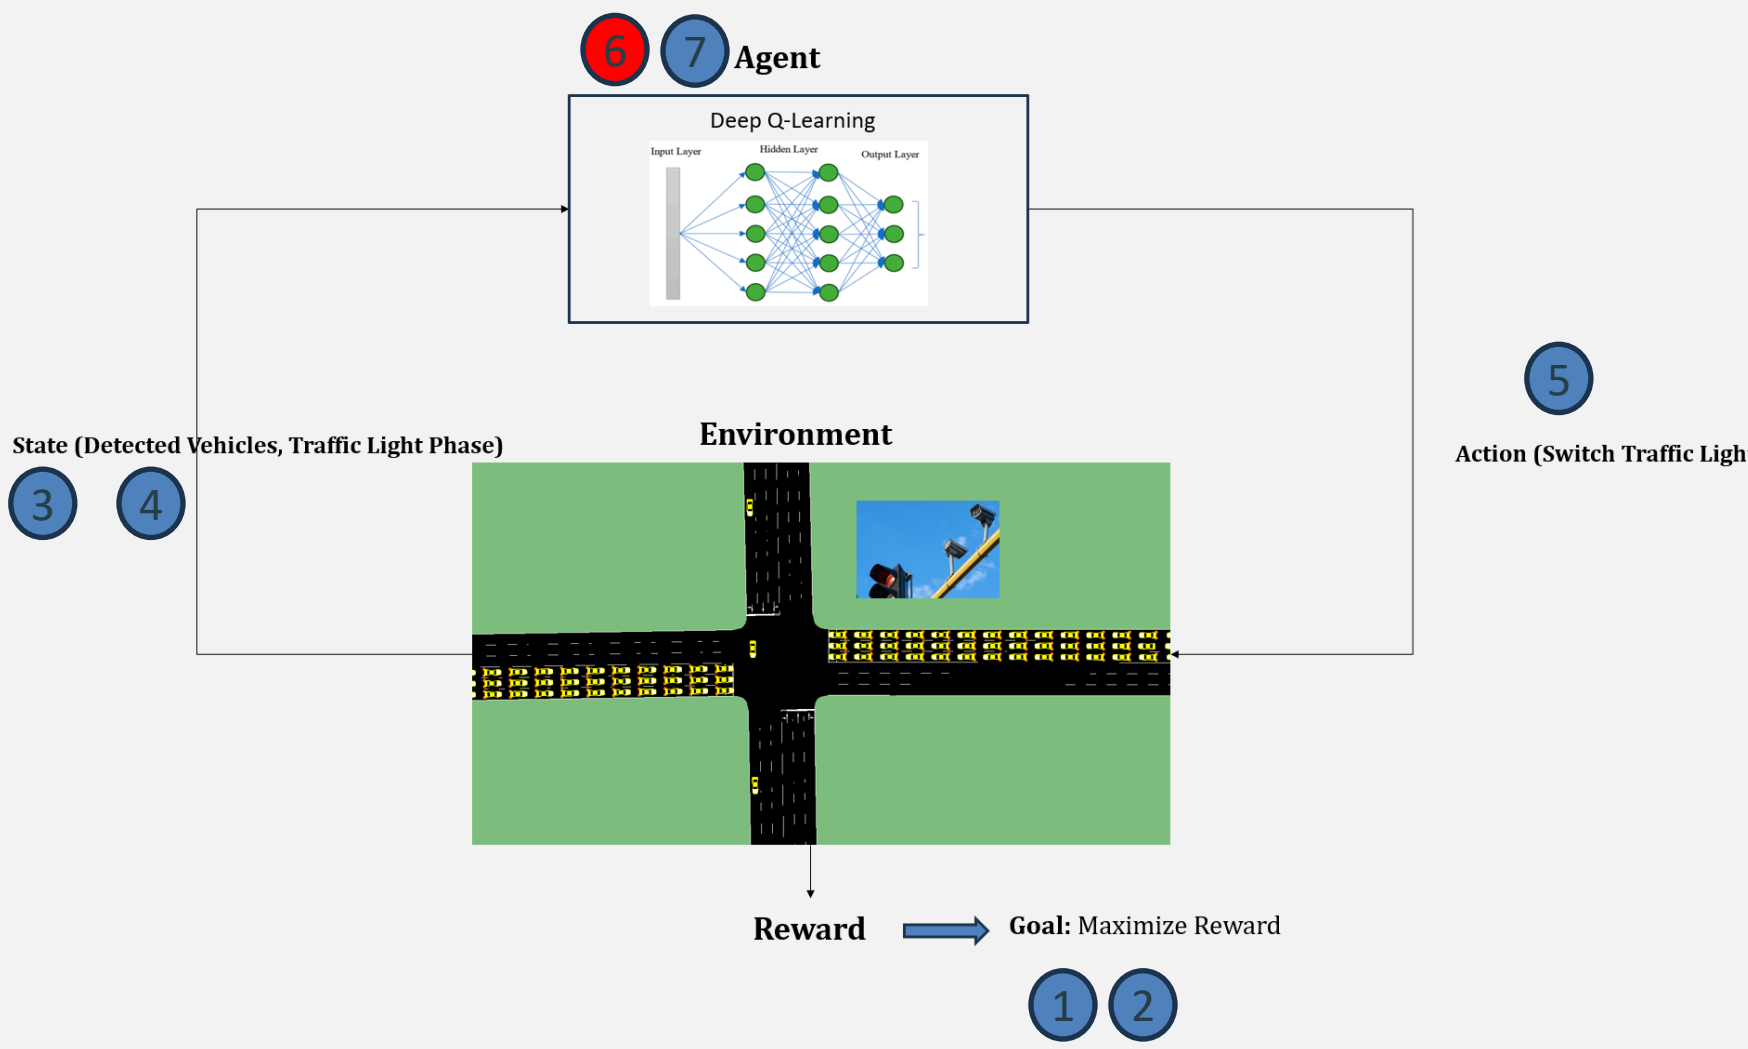 6 7 Agent
Deep Q-Learning
Input Layer
Hidden Layer
Output Layer
5
Environment
State (Detected Vehicles, Traffic Light Phase)
Action (Switch Traffic Ligh
3 4
Reward
Goal: Maximize Reward
1 2